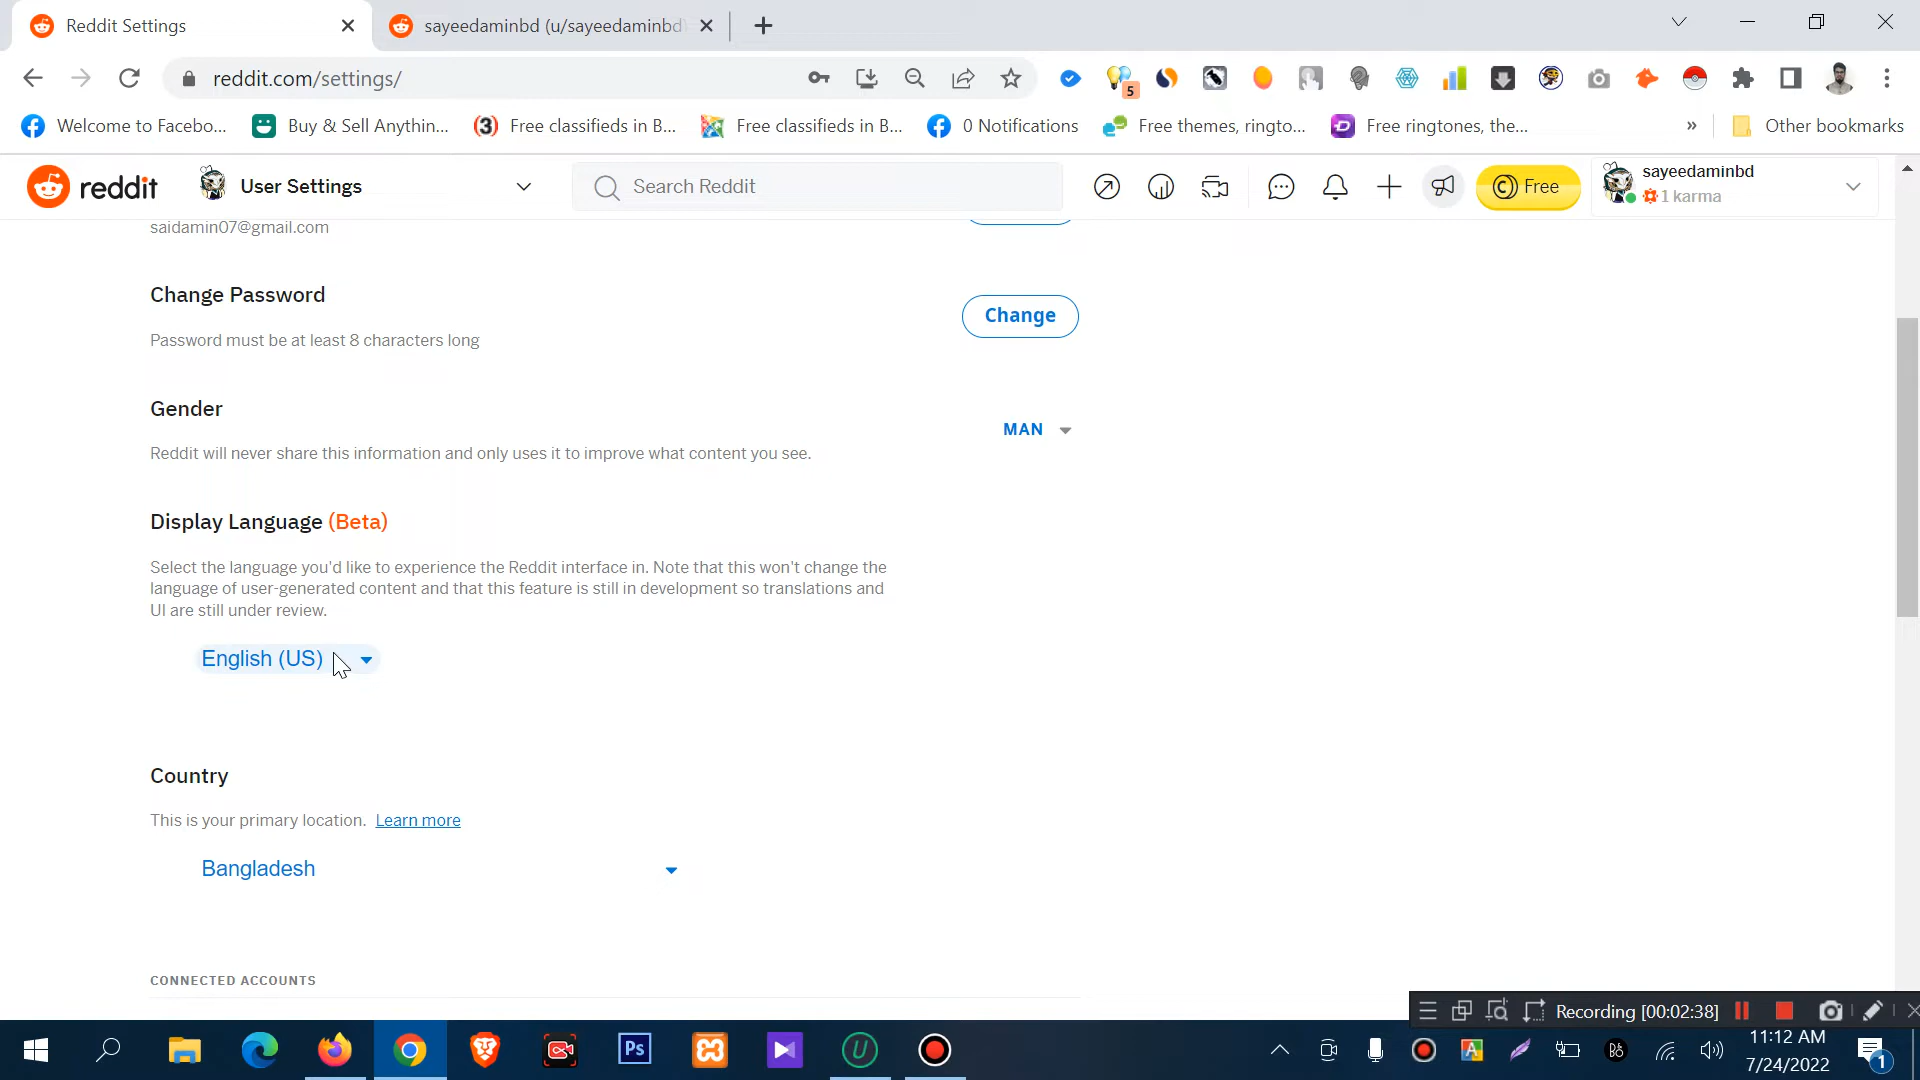 Reddit Settings
sayeedaminbd (u/sayeedaminbd)
reddit.com/settings/
5
Welcome to Facebo...
Buy & Sell Anythin...
Free classifieds in B...
Free classifieds in B...
0 Notifications
Free themes, ringto...
Free ringtones, the...
»
Other bookmarks
reddit
User Settings
Search Reddit
Free
sayeedaminbd
1 karma
saidamin07@gmail.com
Change Password
Change
Password must be at least 8 characters long
Gender
MAN
Reddit will never share this information and only uses it to improve what content you see.
Display Language (Beta)
Select the language you'd like to experience the Reddit interface in. Note that this won't change the
language of user-generated content and that this feature is still in development so translations and
UI are still under review.
English (US)
Country
This is your primary location. Learn more
Bangladesh
CONNECTED ACCOUNTS
Recording [00:02:38]
Ps
11:12 AM
7/24/2022
1